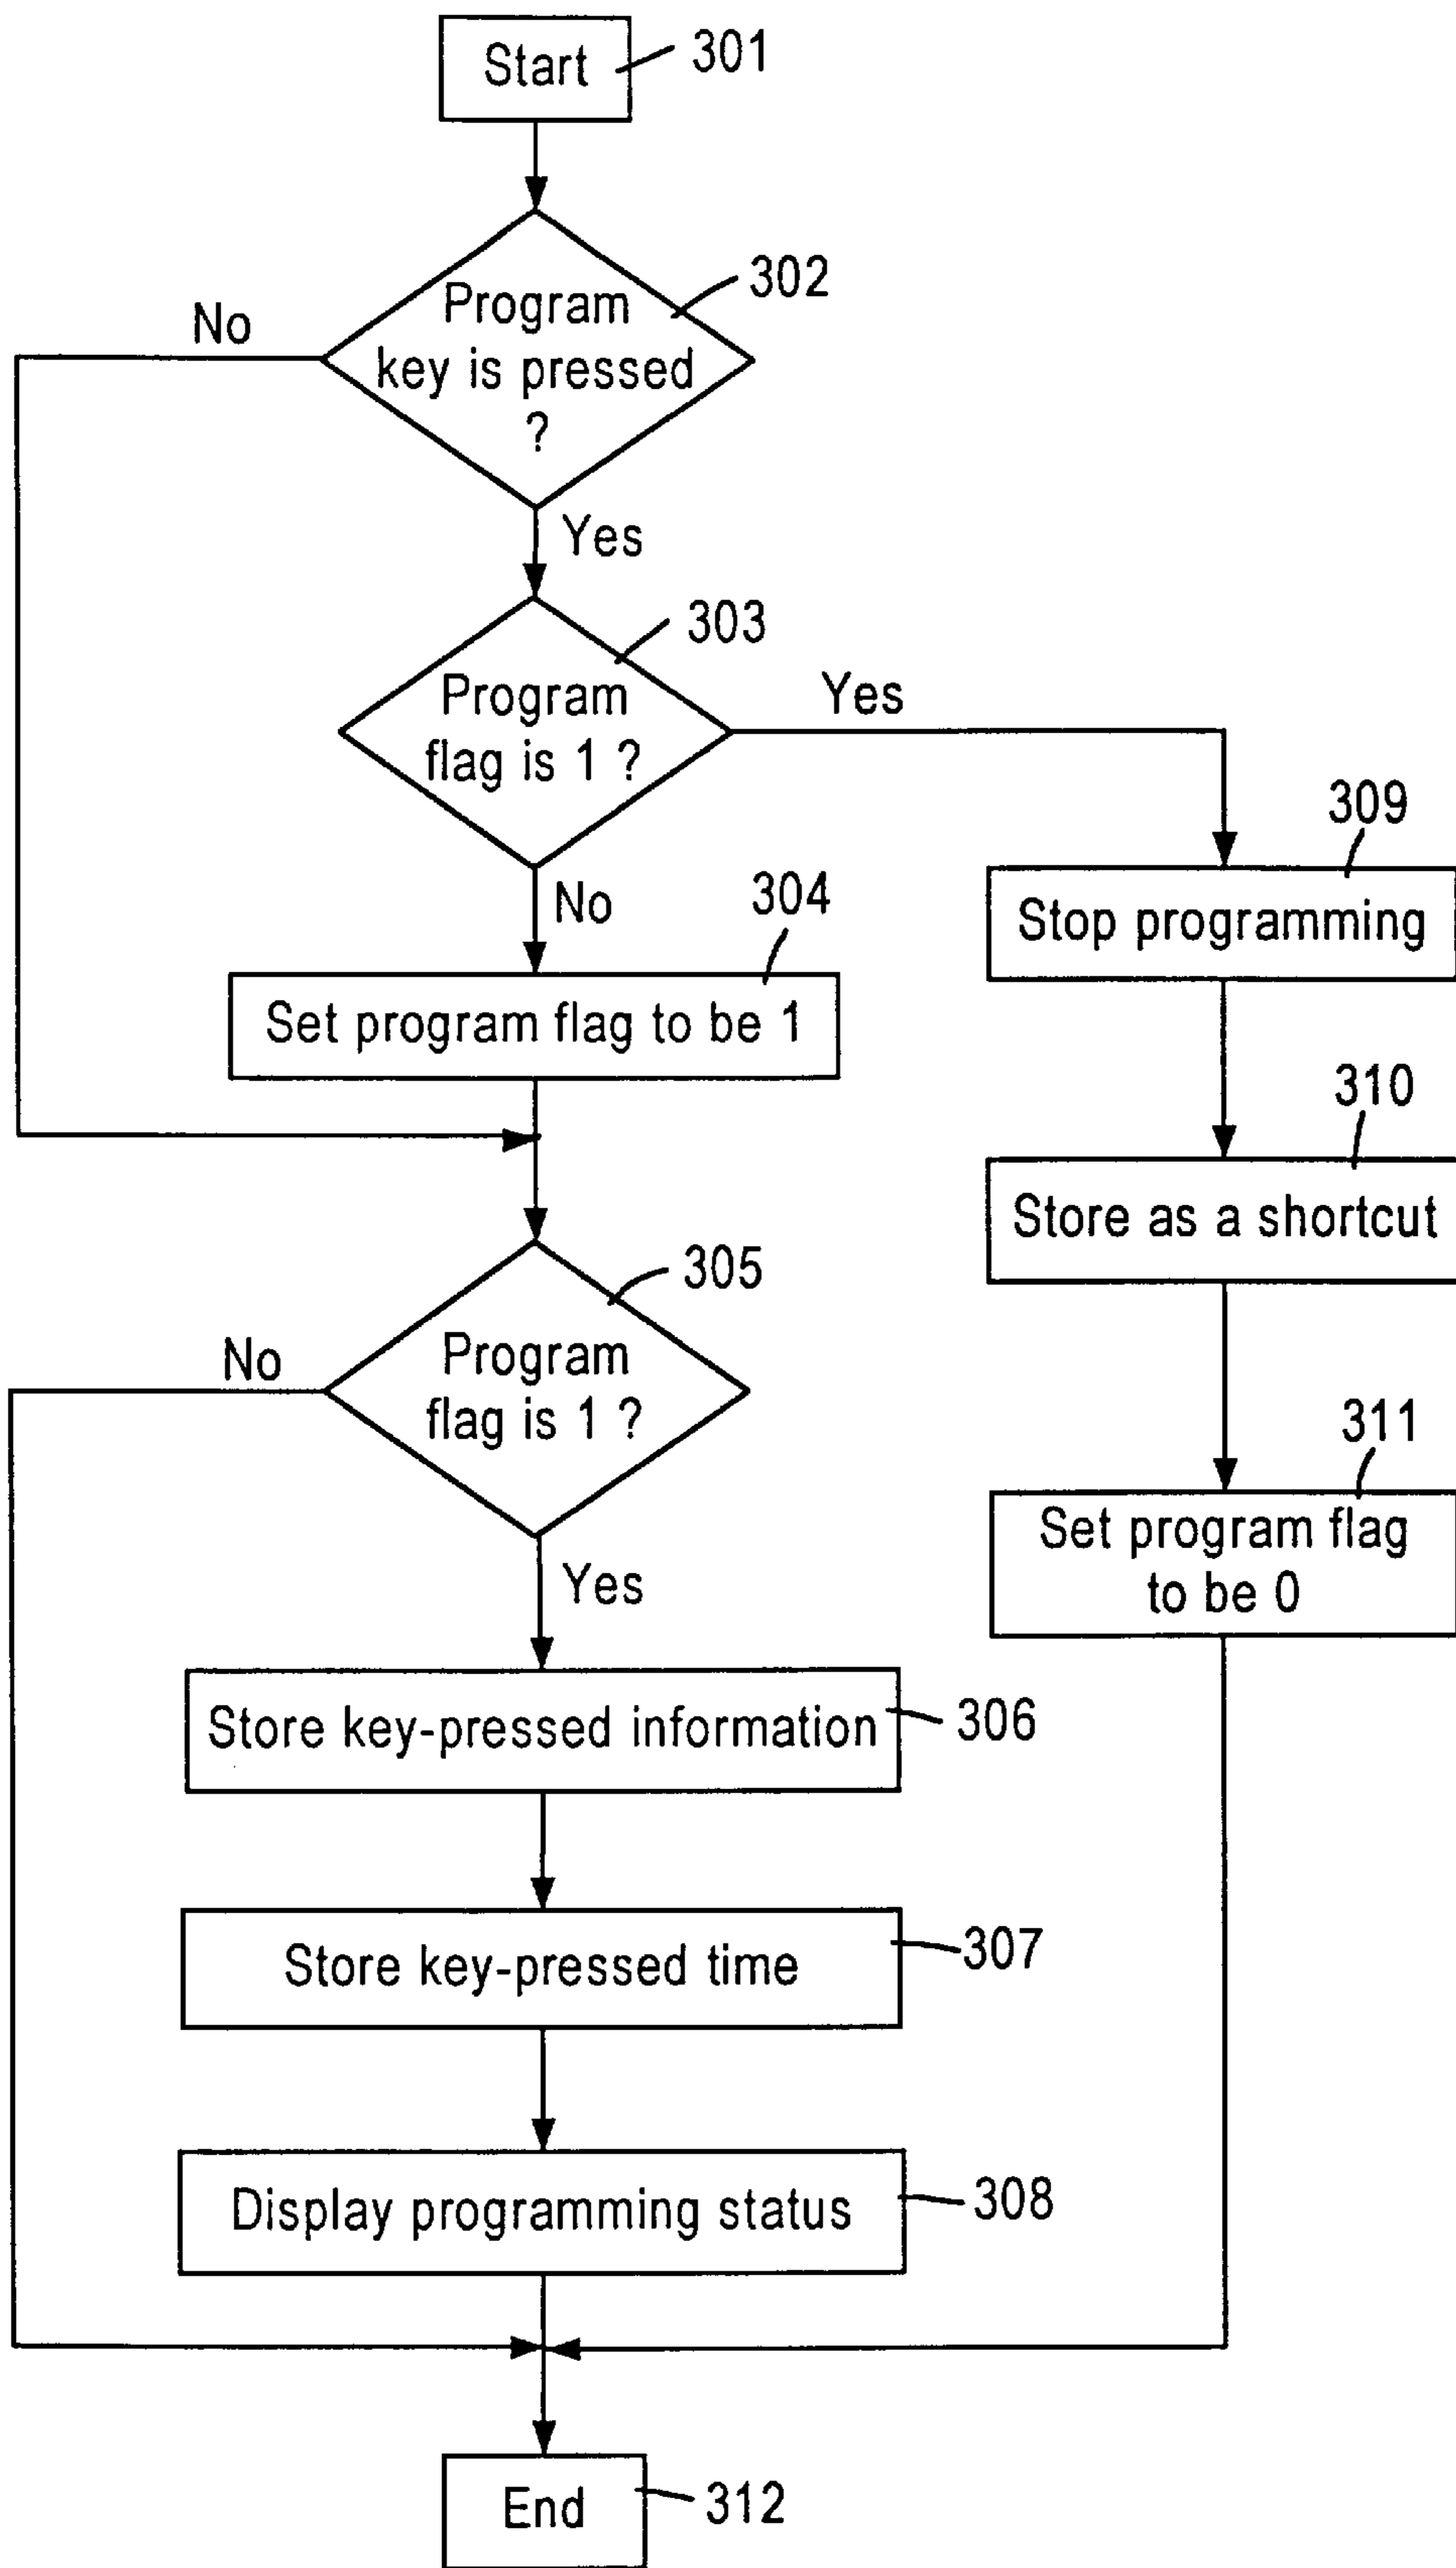 Start
301
Program
key is pressed
?
302
No
Yes
303
Program
flag is 1 ?
Yes
No
304
Set program flag to be 1
309
Stop programming
310
Store as a shortcut
305
Program
flag is 1 ?
No
Yes
311
Set program flag
to be 0
Store key-pressed information
306
Store key-pressed time
307
Display programming status
308
End
312